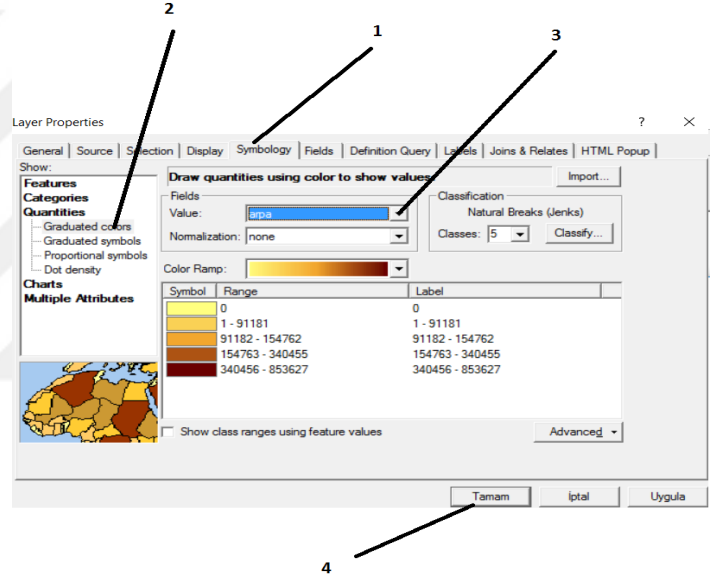 2
1
3
Layer Properties
? ×
General Source Selection Display Symbology Fields Definition Query Labels Joins & Relates HTML Popup
Show:
Features
Categories
Quantities
Graduated colors
Graduated symbols
Proportional symbols
Dot density
Charts
Multiple Attributes
Draw quantities using color to show values.
Import...
Fields
Value: arpa
Normalization: none
Classification
Natural Breaks (Jenks)
Classes: 5 Classify...
Color Ramp:
Symbol Range Label
0 0
1 - 91181 1 - 91181
91182 - 154762 91182 - 154762
154763 - 340455 154763 - 340455
340456 - 853627 340456 - 853627
Show class ranges using feature values
Advanced
Tamam İptal Uygula
4